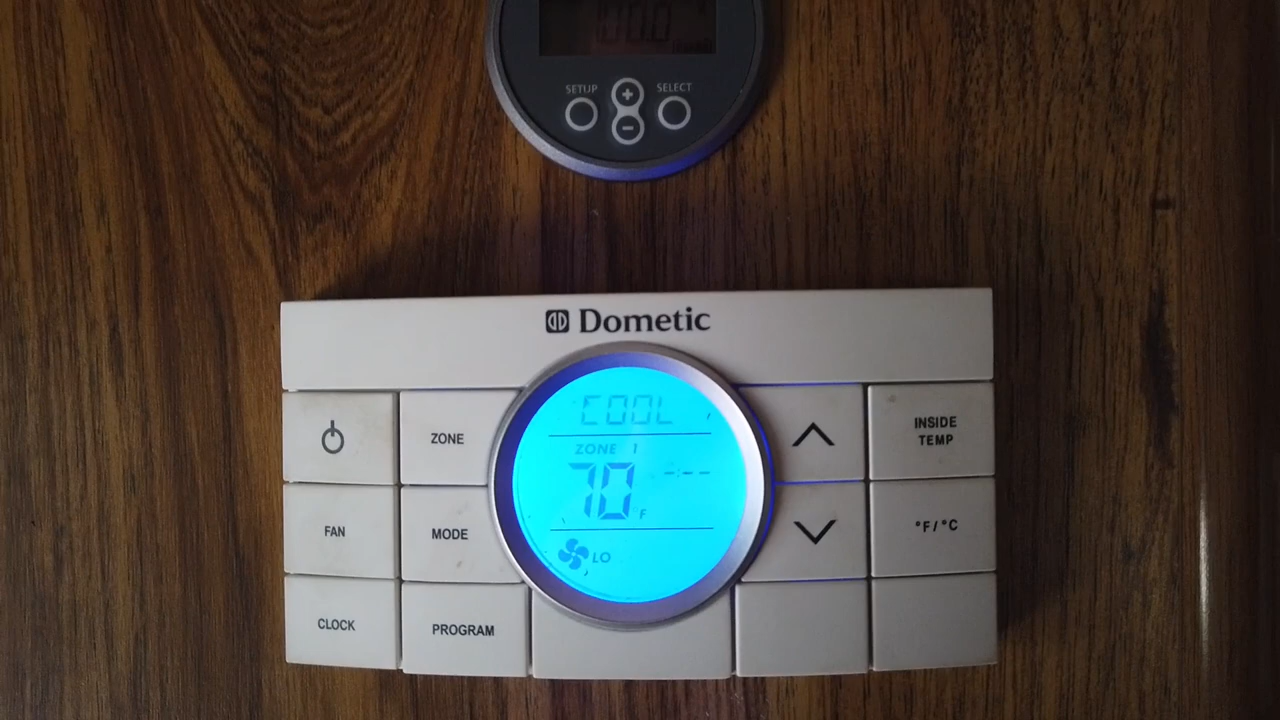 SETUP
SELECT
Dometic
ZONE
INSIDE
TEMP
FAN
MODE
°F/°C
CLOCK
PROGRAM
COOL
ZONE 1
70°F
--:--
LO